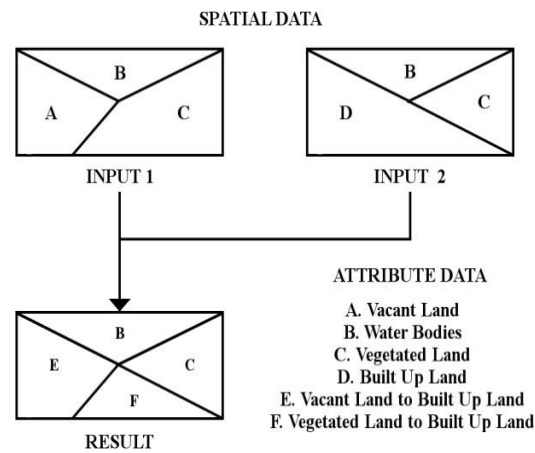 SPATIAL DATA
B
A
C
INPUT 1
B
D
C
INPUT 2
ATTRIBUTE DATA
A. Vacant Land
B. Water Bodies
C. Vegetated Land
D. Built Up Land
E. Vacant Land to Built Up Land
F. Vegetated Land to Built Up Land
B
E
C
F
RESULT